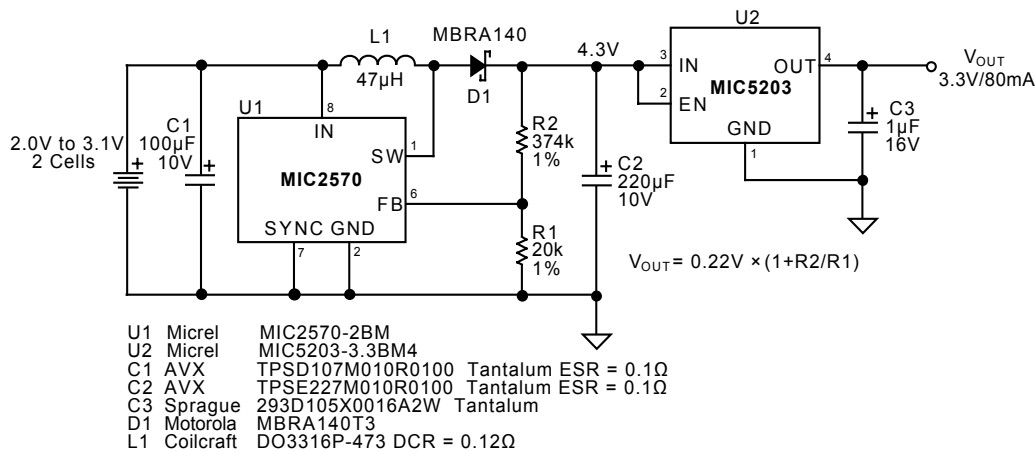 U2
L1
MBRA140
4.3V
47µH
D1
3
IN
OUT
4
V_OUT
3.3V/80mA
2
EN
MIC5203
GND
1
C3
1µF
16V
2.0V to 3.1V
2 Cells
C1
100µF
10V
U1
8
IN
SW
1
MIC2570
FB
6
SYNC
GND
7
2
R2
374k
1%
C2
220µF
10V
R1
20k
1%
V_OUT = 0.22V × (1+R2/R1)
U1 Micrel MIC2570-2BM
U2 Micrel MIC5203-3.3BM4
C1 AVX TPSD107M010R0100 Tantalum ESR = 0.1Ω
C2 AVX TPSE227M010R0100 Tantalum ESR = 0.1Ω
C3 Sprague 293D105X0016A2W Tantalum
D1 Motorola MBRA140T3
L1 Coilcraft DO3316P-473 DCR = 0.12Ω